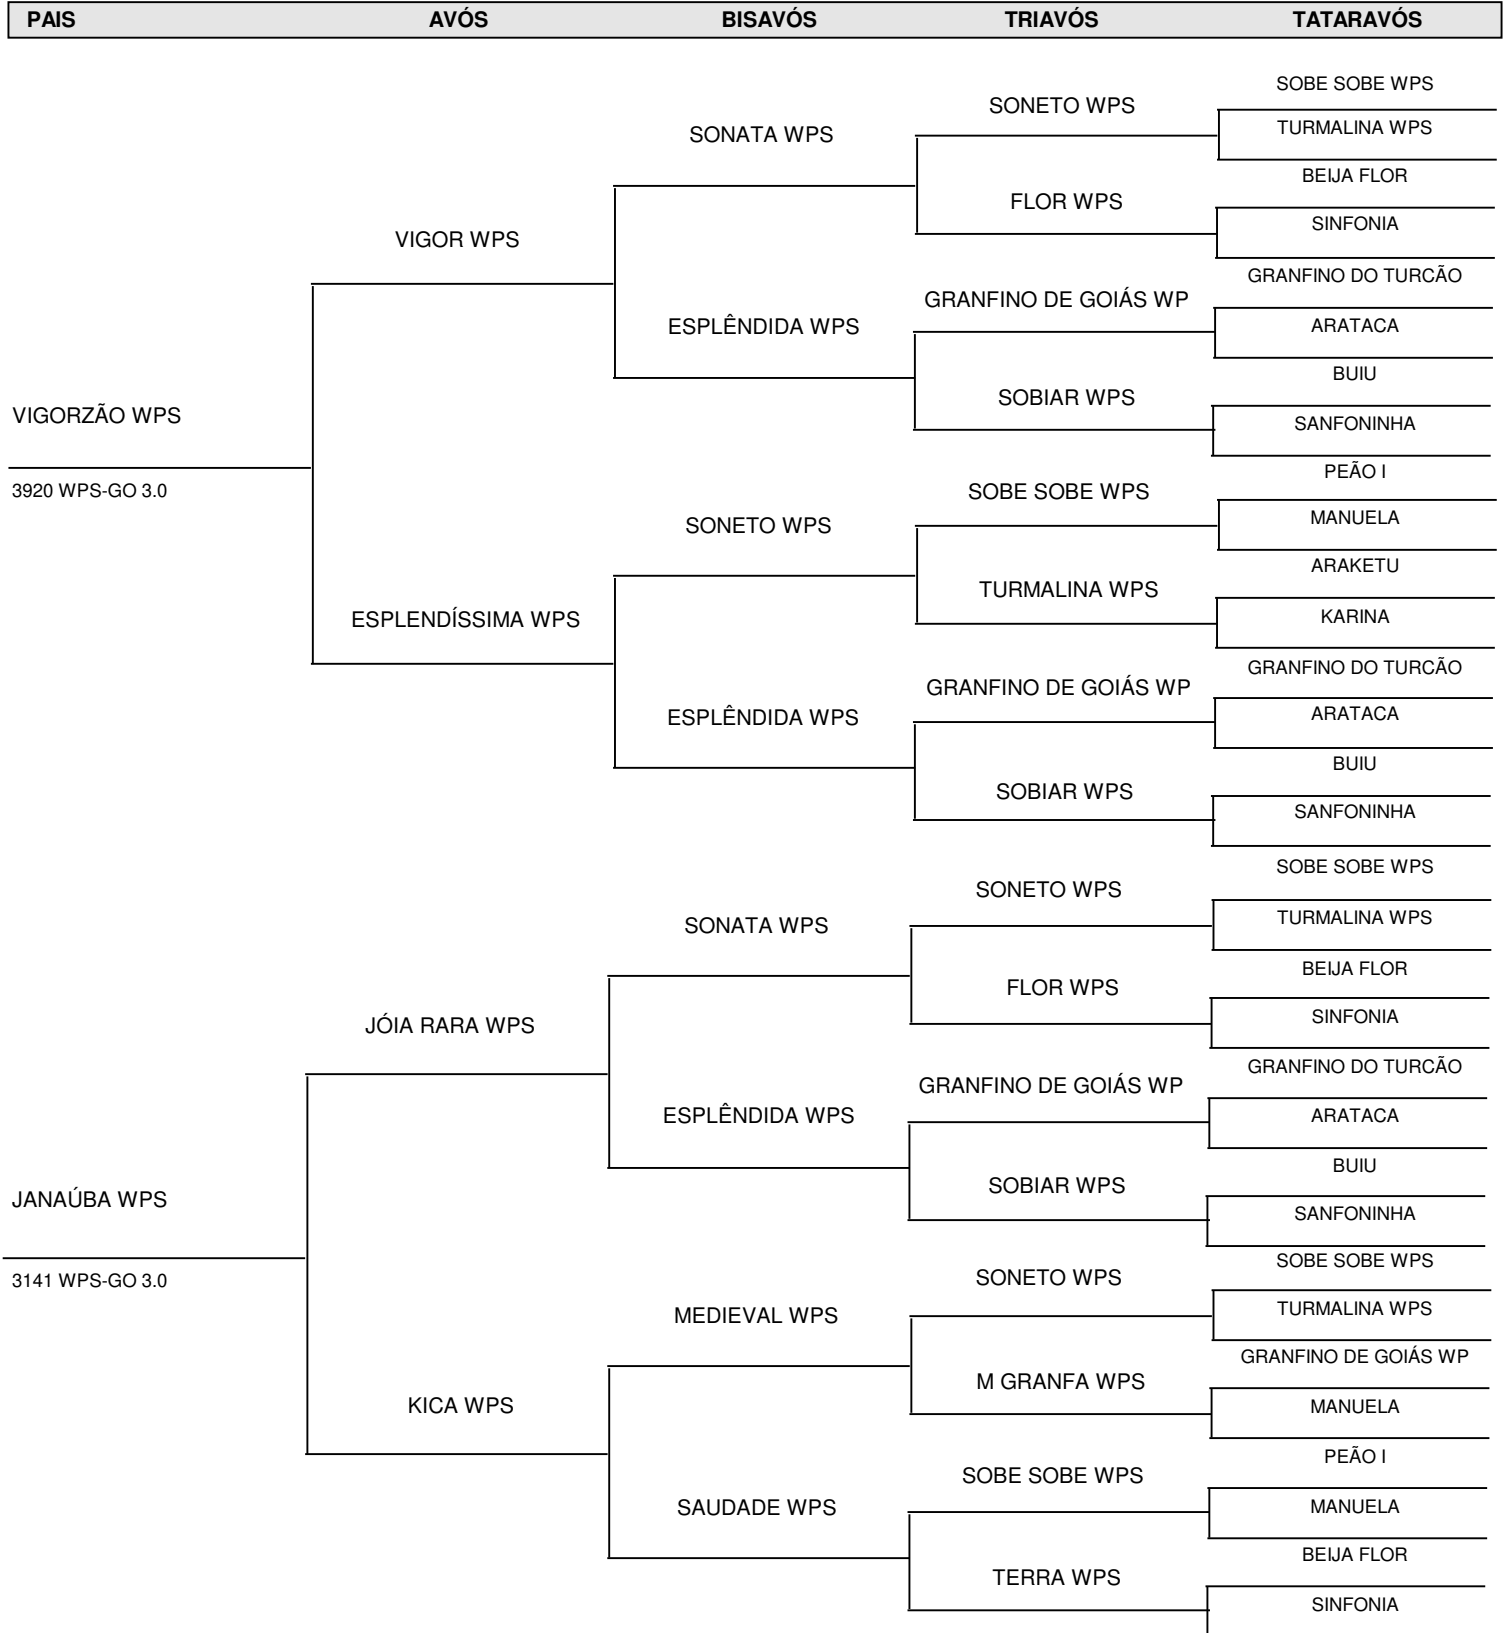 PAIS AVÓS BISAVÓS TRIAVÓS TATARAVÓS
SOBE SOBE WPS
SONETO WPS
TURMALINA WPS
SONATA WPS
BEIJA FLOR
FLOR WPS
SINFONIA
VIGOR WPS
GRANFINO DO TURCÃO
GRANFINO DE GOIÁS WP
ARATACA
ESPLÊNDIDA WPS
BUIU
SOBIAR WPS
SANFONINHA
VIGORZÃO WPS
3920 WPS-GO 3.0
PEÃO I
SOBE SOBE WPS
MANUELA
SONETO WPS
ARAKETU
TURMALINA WPS
KARINA
ESPLENDÍSSIMA WPS
GRANFINO DO TURCÃO
GRANFINO DE GOIÁS WP
ARATACA
ESPLÊNDIDA WPS
BUIU
SOBIAR WPS
SANFONINHA
SOBE SOBE WPS
SONETO WPS
TURMALINA WPS
SONATA WPS
BEIJA FLOR
FLOR WPS
SINFONIA
JÓIA RARA WPS
GRANFINO DO TURCÃO
GRANFINO DE GOIÁS WP
ARATACA
ESPLÊNDIDA WPS
BUIU
SOBIAR WPS
SANFONINHA
JANAÚBA WPS
3141 WPS-GO 3.0
SOBE SOBE WPS
SONETO WPS
TURMALINA WPS
MEDIEVAL WPS
GRANFINO DE GOIÁS WP
M GRANFA WPS
MANUELA
KICA WPS
PEÃO I
SOBE SOBE WPS
MANUELA
SAUDADE WPS
BEIJA FLOR
TERRA WPS
SINFONIA